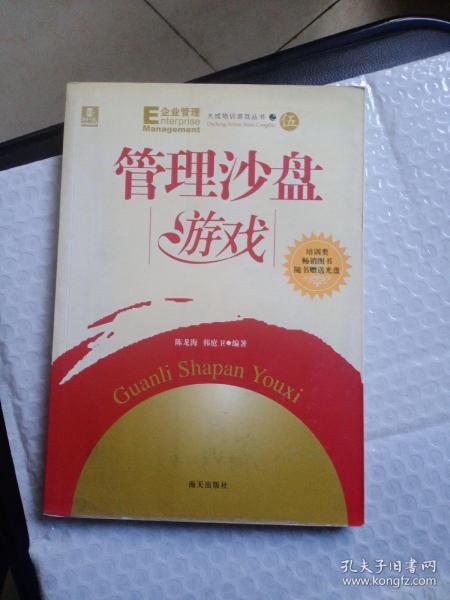 企业管理
Enterprise
Management
大成培训游戏丛书之
伍
管理沙盘
游戏
培训类
畅销图书
随书赠送光盘
陈龙海 韩庭卫●编著
Guanli Shapan Youxi
海天出版社
孔夫子旧书网
www.kongfz.com